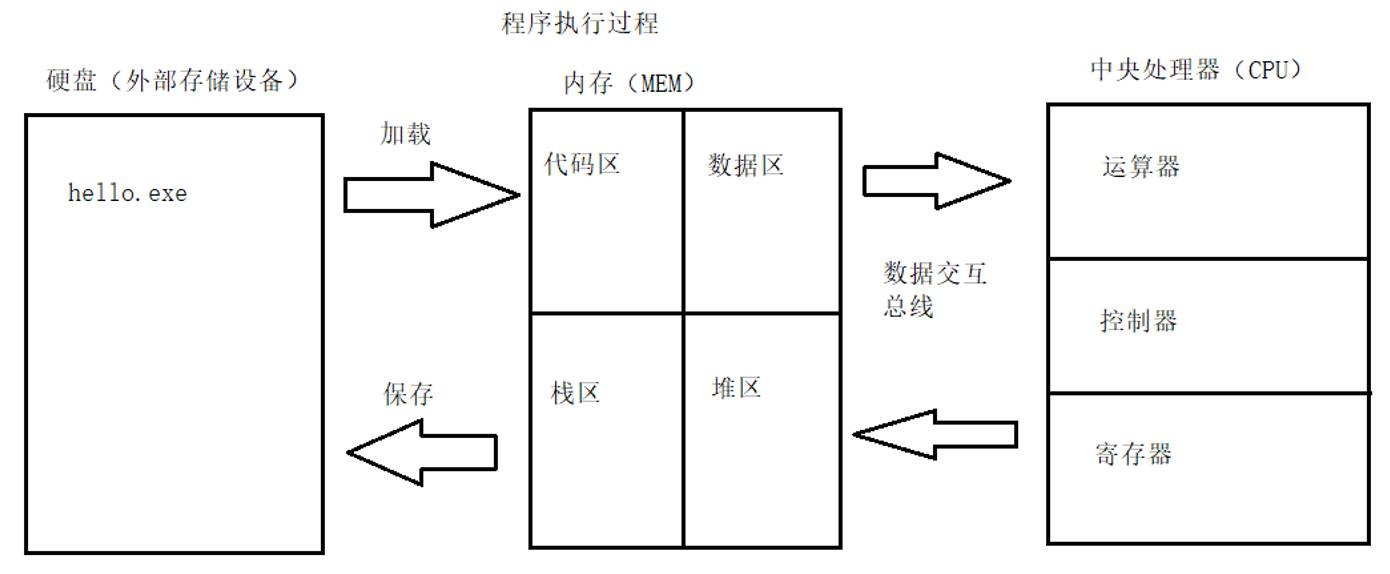 程序执行过程
硬盘（外部存储设备）
内存（MEM）
中央处理器（CPU）
加载
hello.exe
代码区
数据区
运算器
数据交互
总线
控制器
保存
栈区
堆区
寄存器